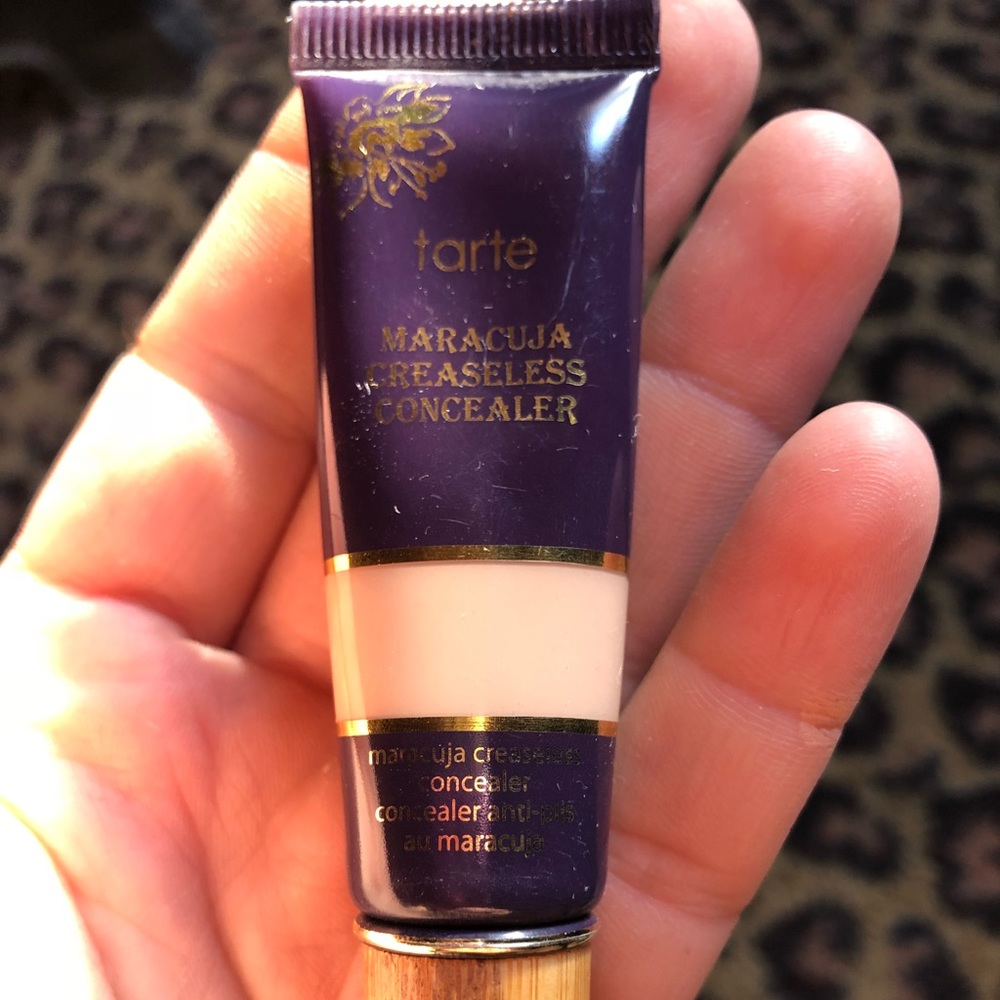 tarte
MARACUJA
CREASELESS
CONCEALER
maracuja creaseless
concealer
concealer anti-plis
au maracuja